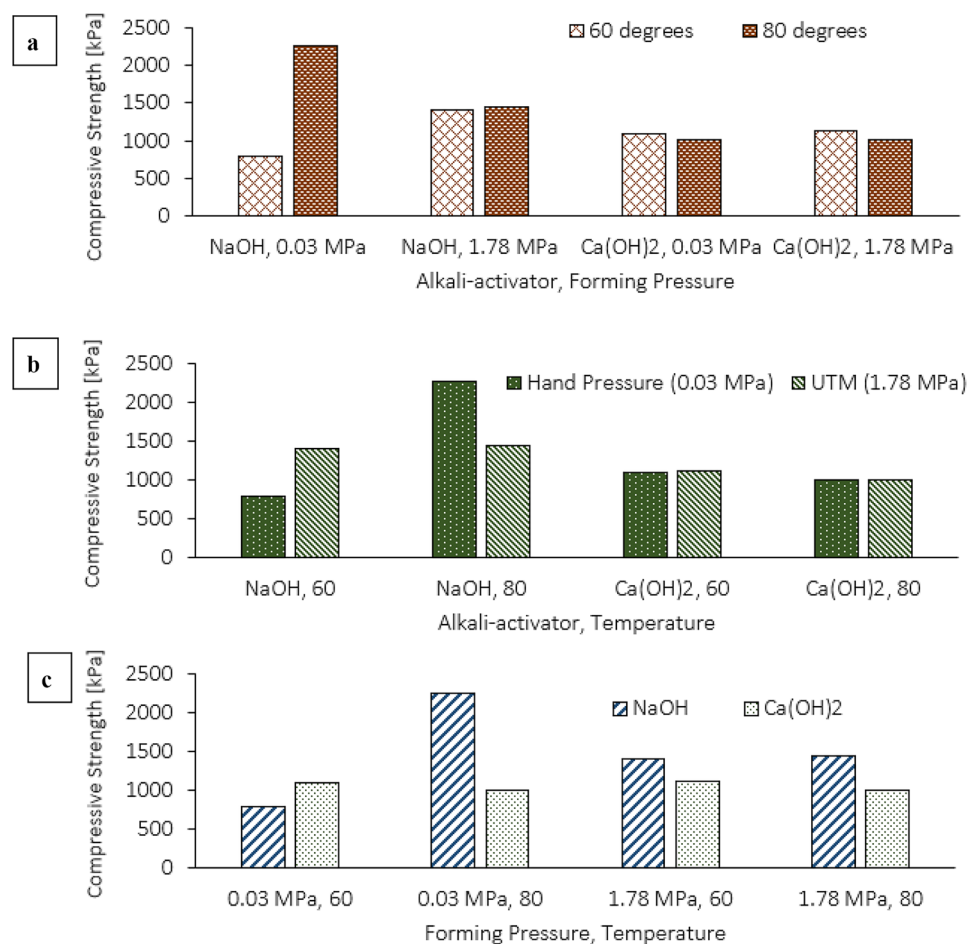 a
Compressive Strength [kPa]
2500
2000
1500
1000
500
0
60 degrees
80 degrees
NaOH, 0.03 MPa
NaOH, 1.78 MPa
Ca(OH)2, 0.03 MPa
Ca(OH)2, 1.78 MPa
Alkali-activator, Forming Pressure
b
Compressive Strength [kPa]
2500
2000
1500
1000
500
0
Hand Pressure (0.03 MPa)
UTM (1.78 MPa)
NaOH, 60
NaOH, 80
Ca(OH)2, 60
Ca(OH)2, 80
Alkali-activator, Temperature
c
Compressive Strength [kPa]
2500
2000
1500
1000
500
0
NaOH
Ca(OH)2
0.03 MPa, 60
0.03 MPa, 80
1.78 MPa, 60
1.78 MPa, 80
Forming Pressure, Temperature